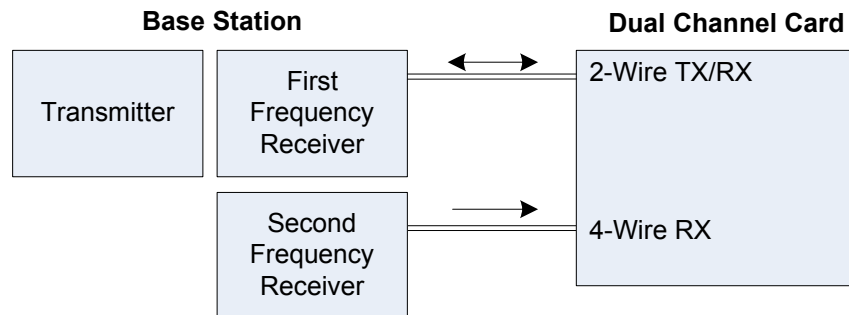 Base Station
Dual Channel Card
Transmitter
First
Frequency
Receiver
2-Wire TX/RX
Second
Frequency
Receiver
4-Wire RX